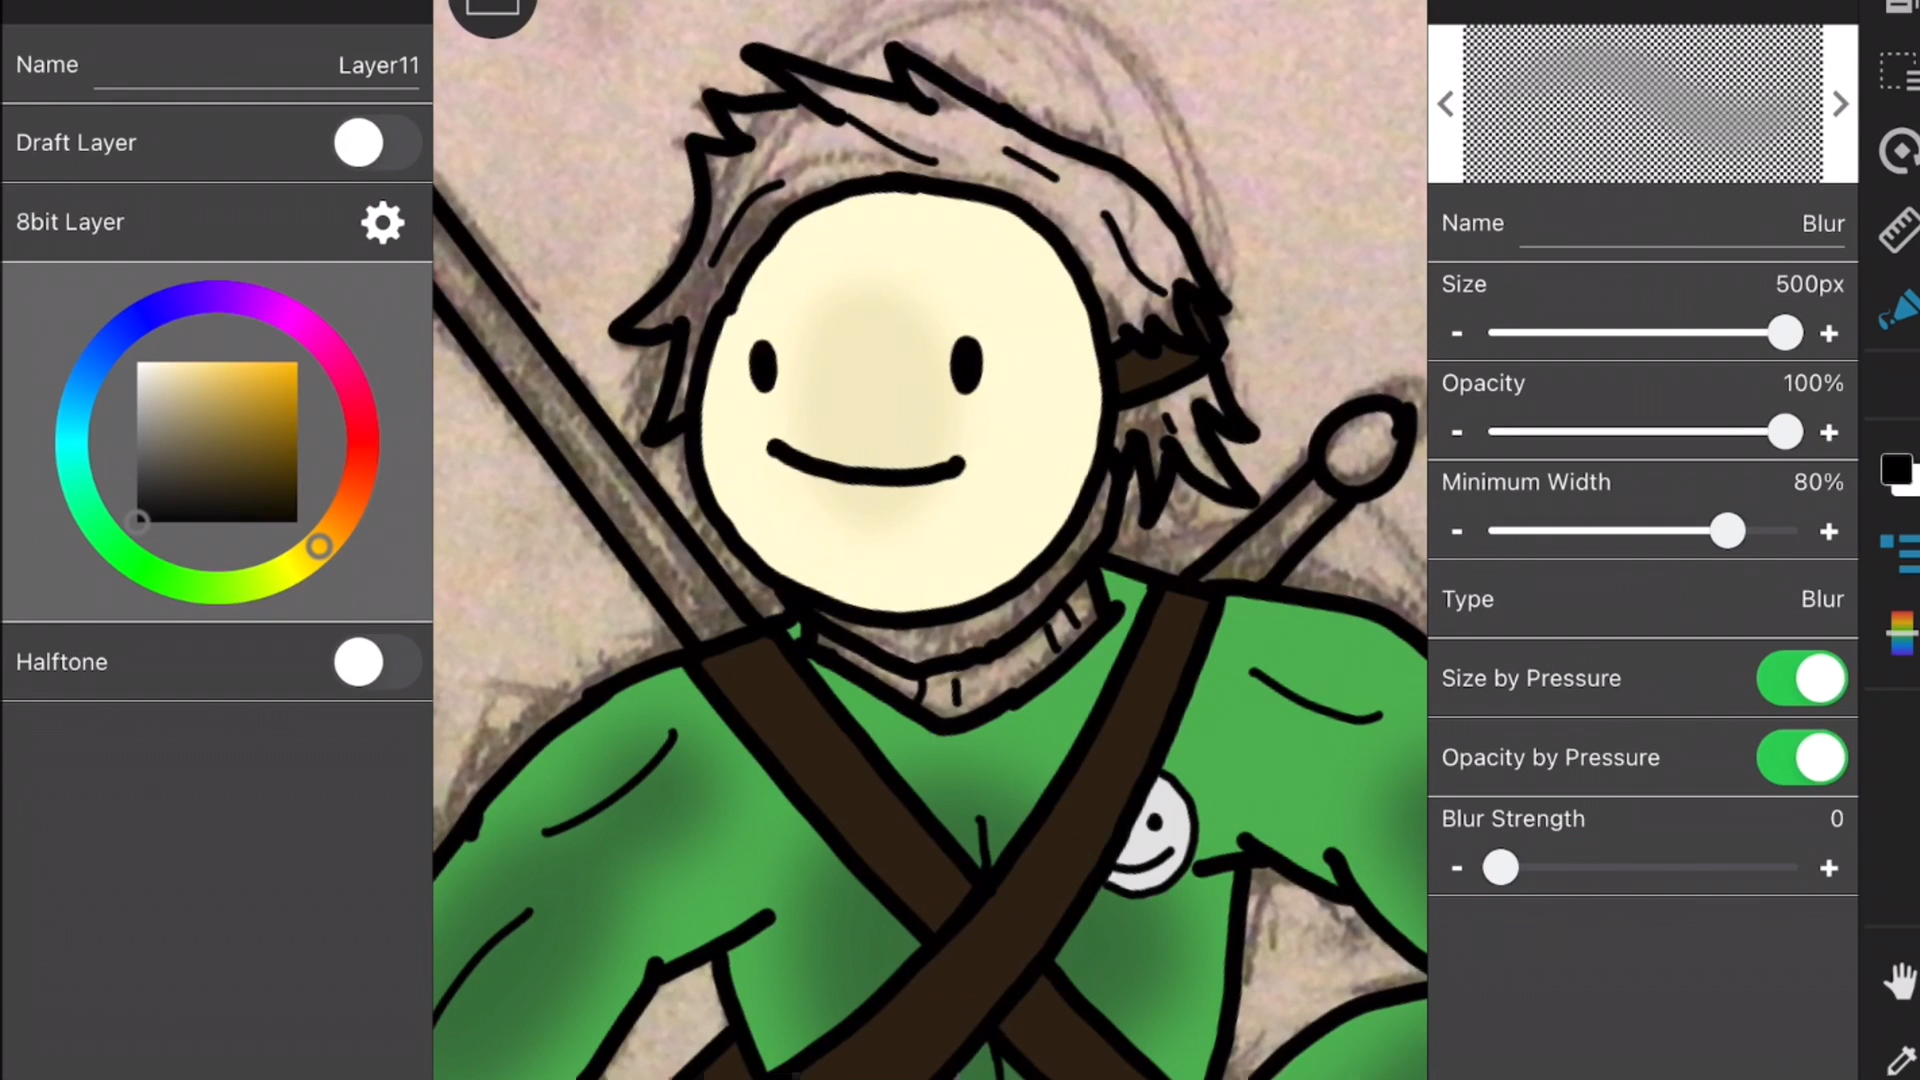 Name Layer11
Draft Layer
8bit Layer
Halftone
Name Blur
Size 500px
- +
Opacity 100%
- +
Minimum Width 80%
- +
Type Blur
Size by Pressure
Opacity by Pressure
Blur Strength 0
- +